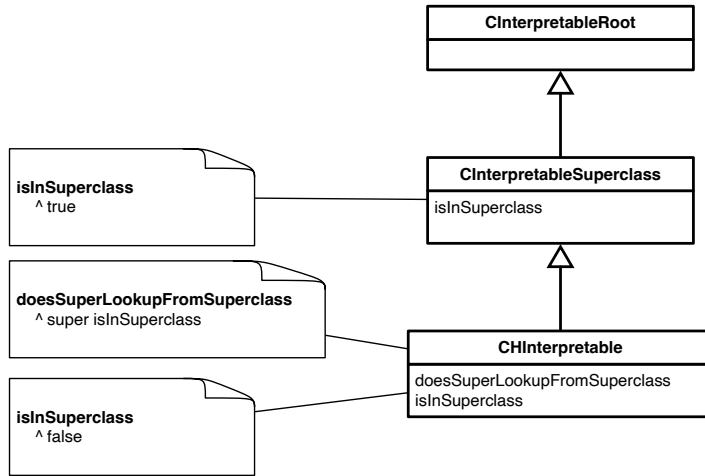 CInterpretableRoot
isInSuperclass
^ true
CInterpretableSuperclass
isInSuperclass
doesSuperLookupFromSuperclass
^ super isInSuperclass
CHInterpretable
doesSuperLookupFromSuperclass
isInSuperclass
isInSuperclass
^ false